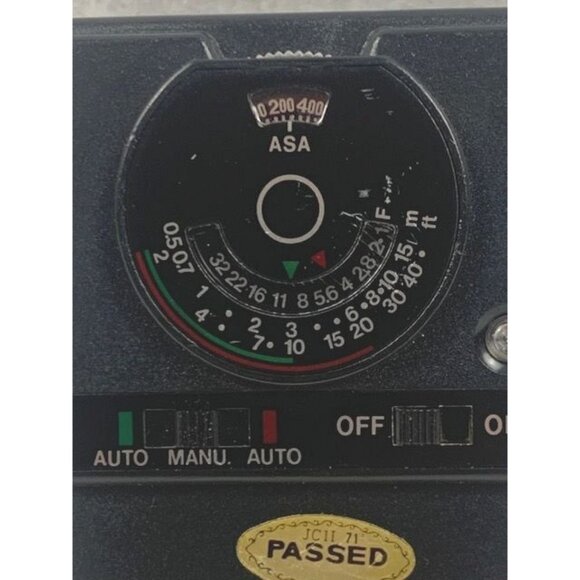 0 200 400
ASA
32 22 16 11 8 5.6 4 2.8 2 F
0.5 0.7 1 2 3 6 8 10 15 m
2 4 7 10 15 20 30 40 ft
AUTO MANU. AUTO
OFF
JCII 71
PASSED